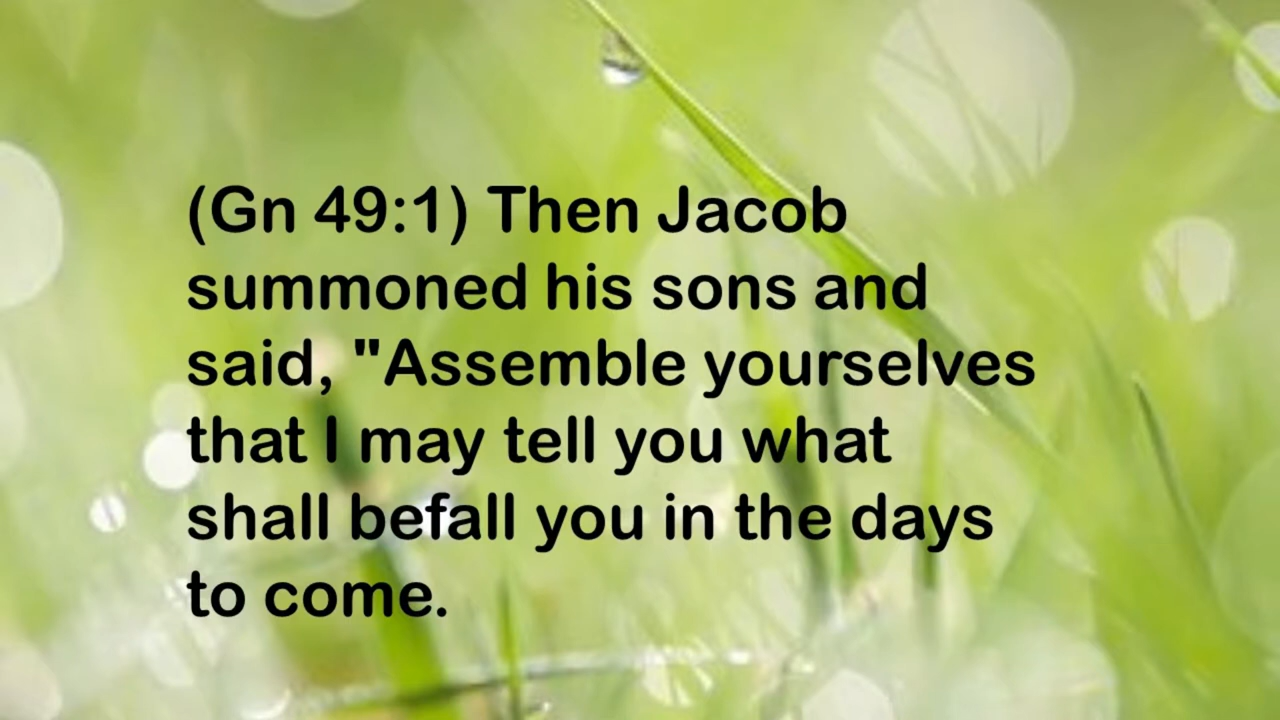 (Gn 49:1) Then Jacob
summoned his sons and
said, "Assemble yourselves
that I may tell you what
shall befall you in the days
to come.